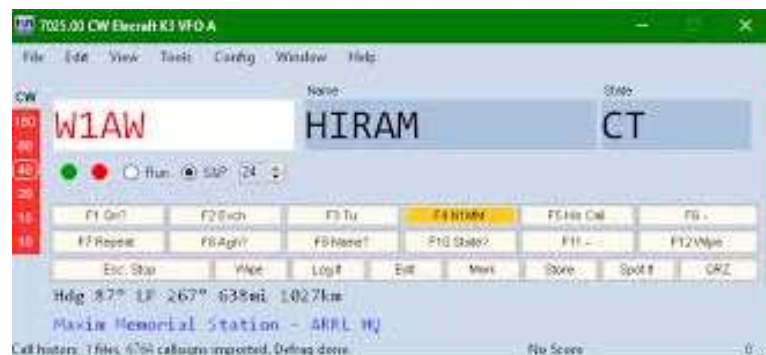 7025.00 CW Elecraft K3 VFO A
File Edit View Tools Config Window Help
CW Name State
160 W1AW HIRAM CT
80
40 Run S&P 24
20
15 F1 Qrl? F2 Exch F3 Tu F4 N1MM F5 His Call F6 -
10 F7 Repeat F8 Agn? F9 Name? F10 State? F11 - F12 Wipe
Esc: Stop Wipe Log It Edit Mark Store Spot It QRZ
Hdg 87° LP 267° 638mi 1027km
Maxim Memorial Station - ARRL HQ
Call history: 1 files, 6764 callsigns imported. Defrag done. No Score 0